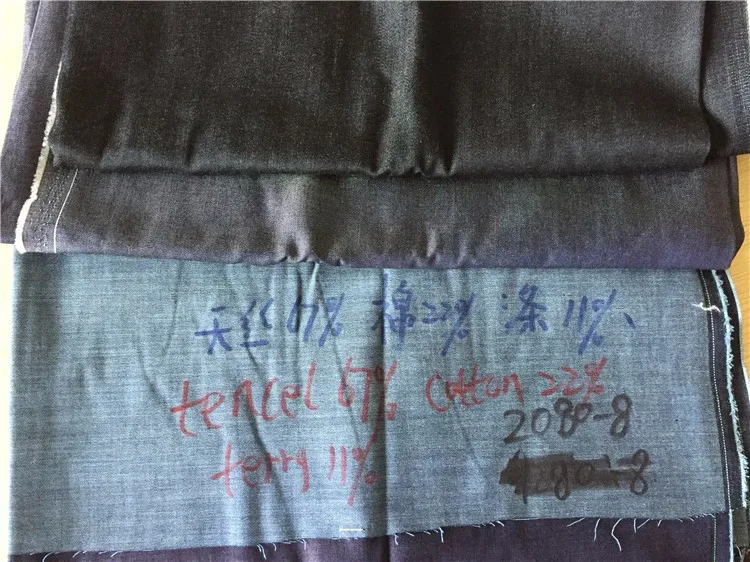 天丝67% 棉22% 涤11%、
tencel 67% cotton 22%
2080-8
terry 11%